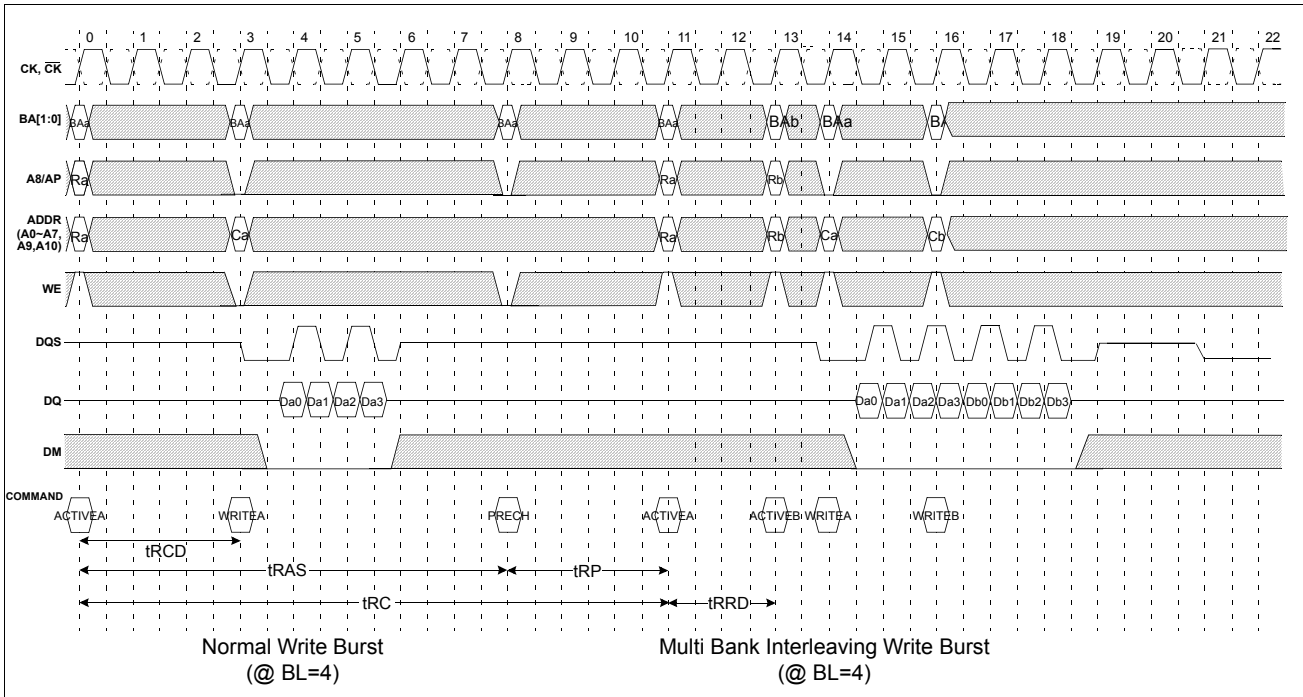 0 1 2 3 4 5 6 7 8 9 10 11 12 13 14 15 16 17 18 19 20 21 22
CK, CK
BA[1:0] BAa BAa BAa BAa BAb BAa BA
A8/AP Ra Ra Rb
ADDR
(A0~A7,
A9,A10)
Ra Ca Ra Rb Ca Cb
WE
DQS
DQ Da0 Da1 Da2 Da3 Da0 Da1 Da2 Da3 Db0 Db1 Db2 Db3
DM
COMMAND
ACTIVEA WRITEA PRECH ACTIVEA ACTIVEB WRITEA WRITEB
tRCD
tRAS tRP
tRC tRRD
Normal Write Burst
(@ BL=4)
Multi Bank Interleaving Write Burst
(@ BL=4)